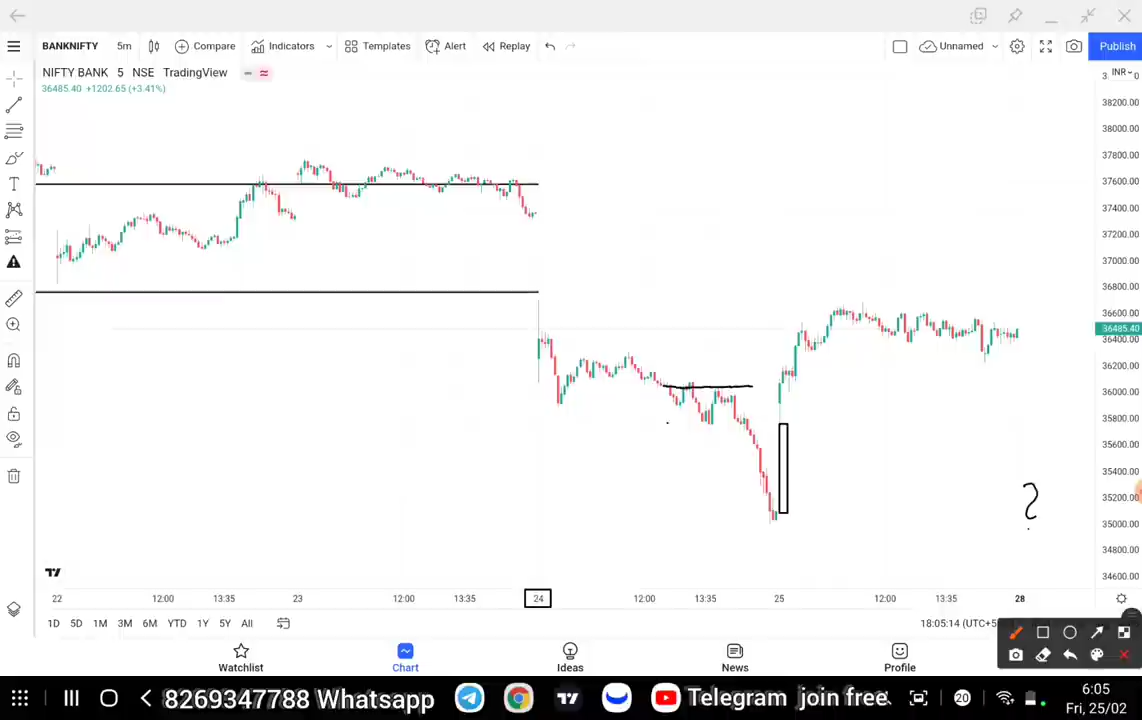 BANKNIFTY 5m Compare Indicators Templates Alert Replay Unnamed Publish
NIFTY BANK 5 NSE TradingView
INR
36485.40 +1202.65 (+3.41%)
38200.00
38000.00
37800.00
37600.00
37400.00
37200.00
37000.00
36800.00
36600.00
36485.40
36400.00
36200.00
36000.00
35800.00
35600.00
35400.00
35200.00
35000.00
34800.00
34600.00
?
22 12:00 13:35 23 12:00 13:35 24 12:00 13:35 25 12:00 13:35 28
1D 5D 1M 3M 6M YTD 1Y 5Y All
18:05:14 (UTC+5
Watchlist Chart Ideas News Profile
8269347788 Whatsapp Telegram join free 20
6:05
Fri, 25/02